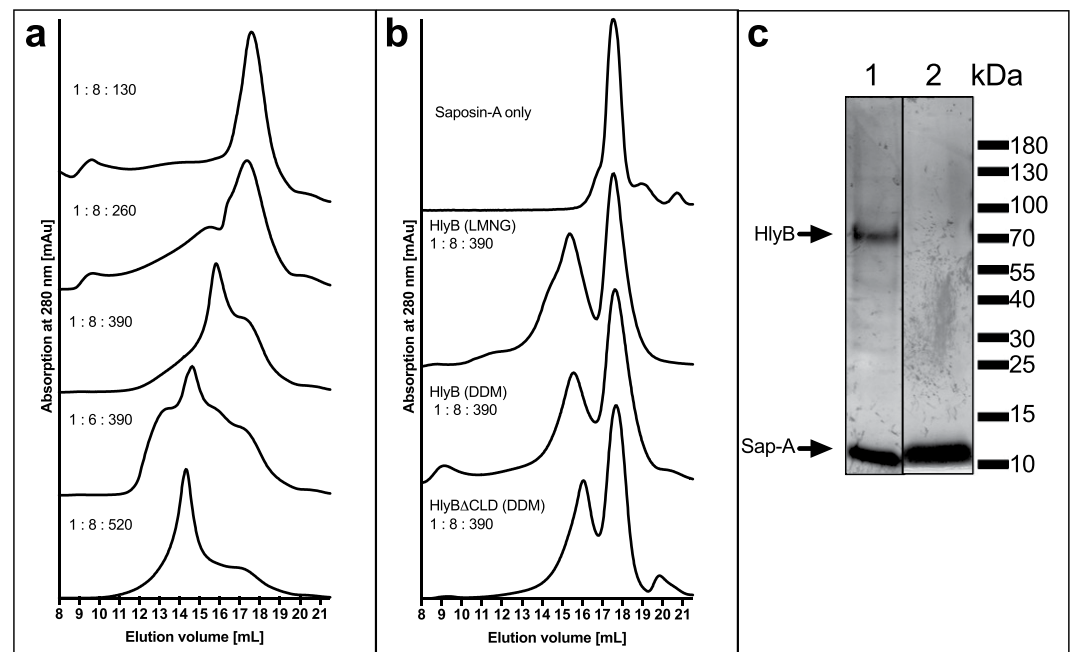 a
1 : 8 : 130
1 : 8 : 260
1 : 8 : 390
1 : 6 : 390
1 : 8 : 520
Absorption at 280 nm [mAu]
8 9 10 11 12 13 14 15 16 17 18 19 20 21
Elution volume [mL]
b
Saposin-A only
HlyB (LMNG)
1 : 8 : 390
HlyB (DDM)
1 : 8 : 390
HlyBΔCLD (DDM)
1 : 8 : 390
Absorption at 280 nm [mAu]
8 9 10 11 12 13 14 15 16 17 18 19 20 21
Elution volume [mL]
c
1 2 kDa
180
130
100
HlyB 70
55
40
30
25
15
Sap-A
10